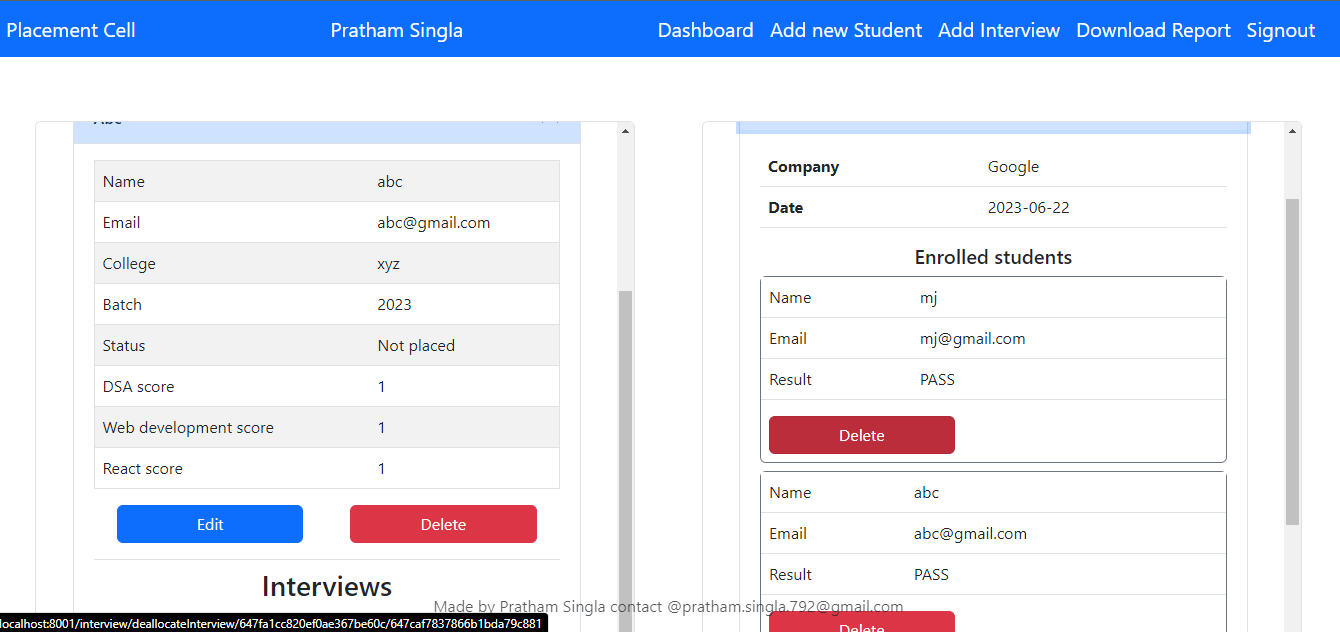 Placement Cell Pratham Singla Dashboard Add new Student Add Interview Download Report Signout
Abc
Name abc
Email abc@gmail.com
College xyz
Batch 2023
Status Not placed
DSA score 1
Web development score 1
React score 1
Edit Delete
Interviews
Company Google
Date 2023-06-22
Enrolled students
Name mj
Email mj@gmail.com
Result PASS
Delete
Name abc
Email abc@gmail.com
Result PASS
Delete
Made by Pratham Singla contact @pratham.singla.792@gmail.com
localhost:8001/interview/deallocateInterview/647fa1cc820ef0ae367be60c/647caf7837866b1bda79c881